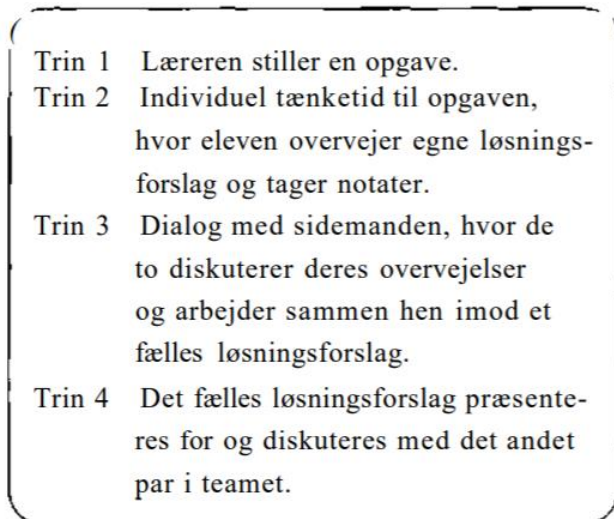 Trin 1 Læreren stiller en opgave.
Trin 2 Individuel tænketid til opgaven,
hvor eleven overvejer egne løsnings-
forslag og tager notater.
Trin 3 Dialog med sidemanden, hvor de
to diskuterer deres overvejelser
og arbejder sammen hen imod et
fælles løsningsforslag.
Trin 4 Det fælles løsningsforslag præsente-
res for og diskuteres med det andet
par i teamet.